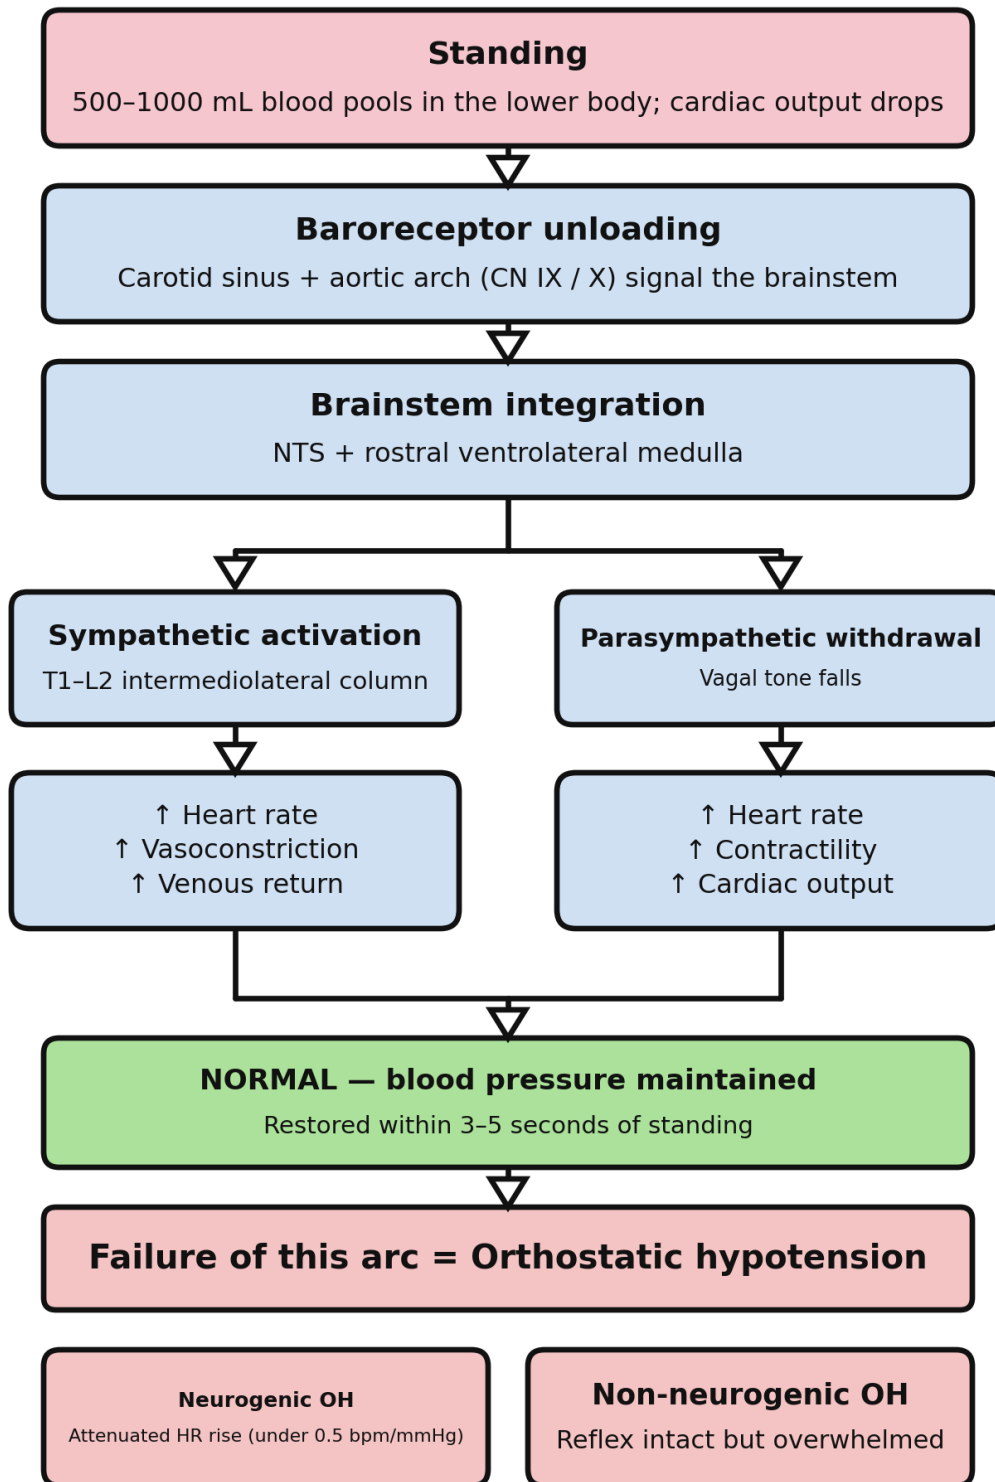 Standing
500–1000 mL blood pools in the lower body; cardiac output drops
Baroreceptor unloading
Carotid sinus + aortic arch (CN IX / X) signal the brainstem
Brainstem integration
NTS + rostral ventrolateral medulla
Sympathetic activation
T1–L2 intermediolateral column
Parasympathetic withdrawal
Vagal tone falls
↑ Heart rate
↑ Vasoconstriction
↑ Venous return
↑ Heart rate
↑ Contractility
↑ Cardiac output
NORMAL — blood pressure maintained
Restored within 3–5 seconds of standing
Failure of this arc = Orthostatic hypotension
Neurogenic OH
Attenuated HR rise (under 0.5 bpm/mmHg)
Non-neurogenic OH
Reflex intact but overwhelmed